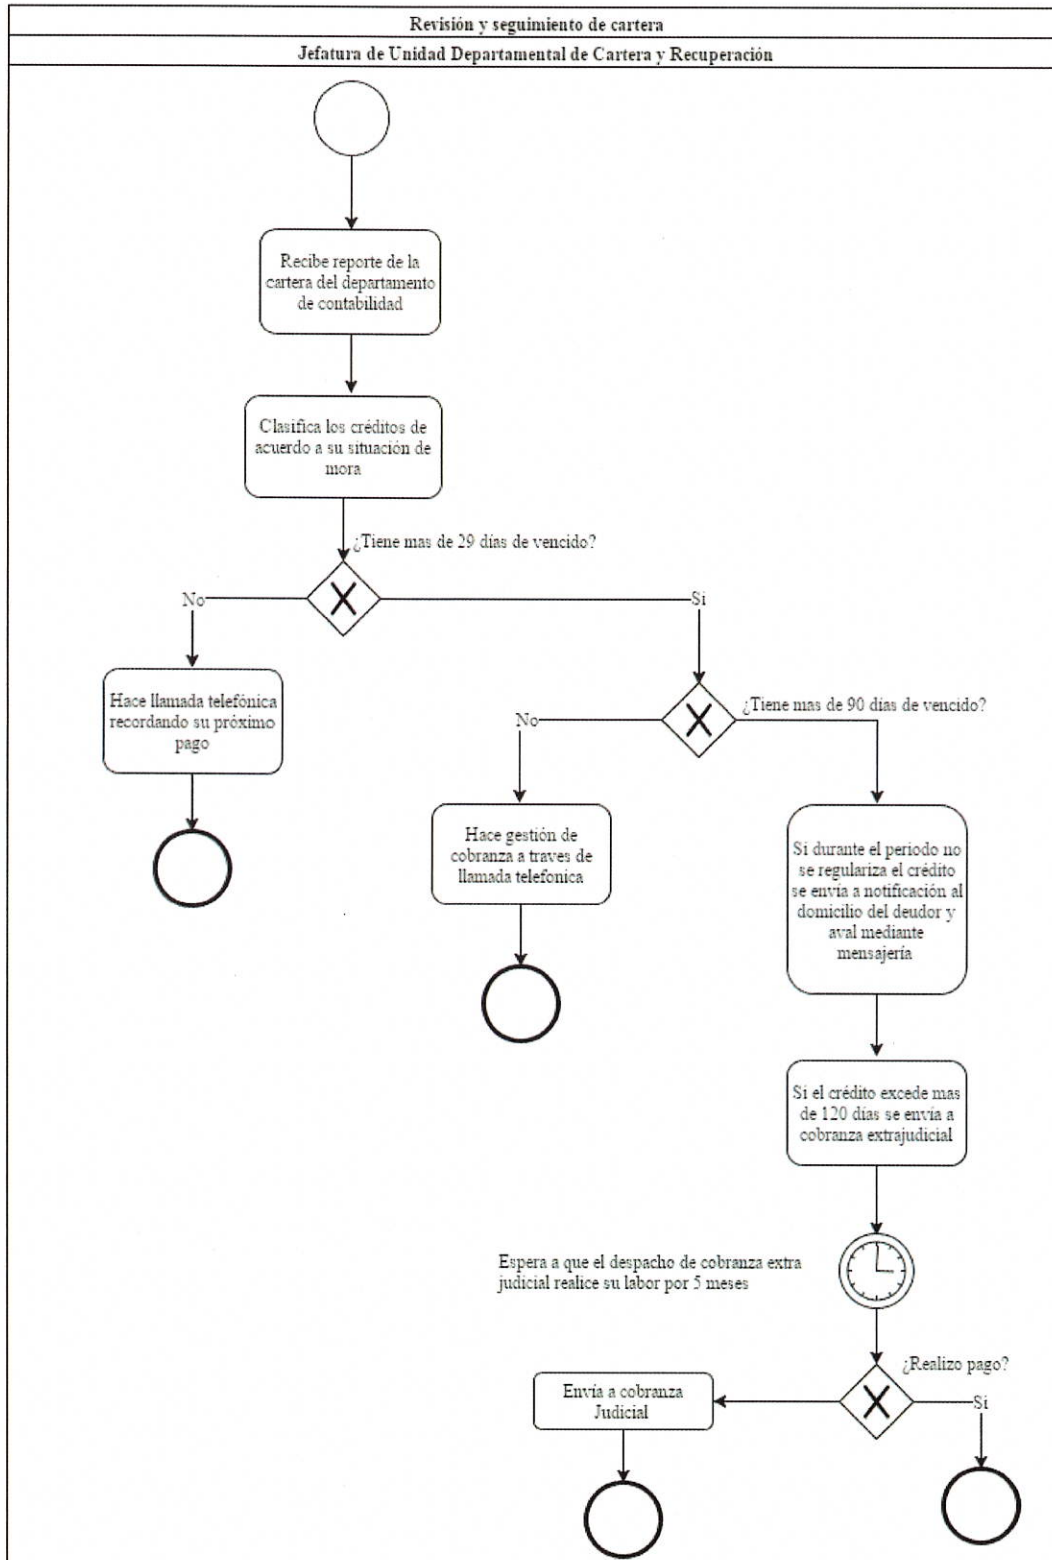 Revisión y seguimiento de cartera
Jefatura de Unidad Departamental de Cartera y Recuperación
Recibe reporte de la
cartera del departamento
de contabilidad
Clasifica los créditos de
acuerdo a su situación de
mora
¿Tiene mas de 29 días de vencido?
No
Si
Hace llamada telefónica
recordando su próximo
pago
¿Tiene mas de 90 días de vencido?
No
Hace gestión de
cobranza a traves de
llamada telefonica
Si durante el periodo no
se regulariza el crédito
se envía a notificación al
domicilio del deudor y
aval mediante
mensajería
Si el crédito excede mas
de 120 días se envía a
cobranza extrajudicial
Espera a que el despacho de cobranza extra
judicial realice su labor por 5 meses
¿Realizo pago?
Si
Envía a cobranza
Judicial